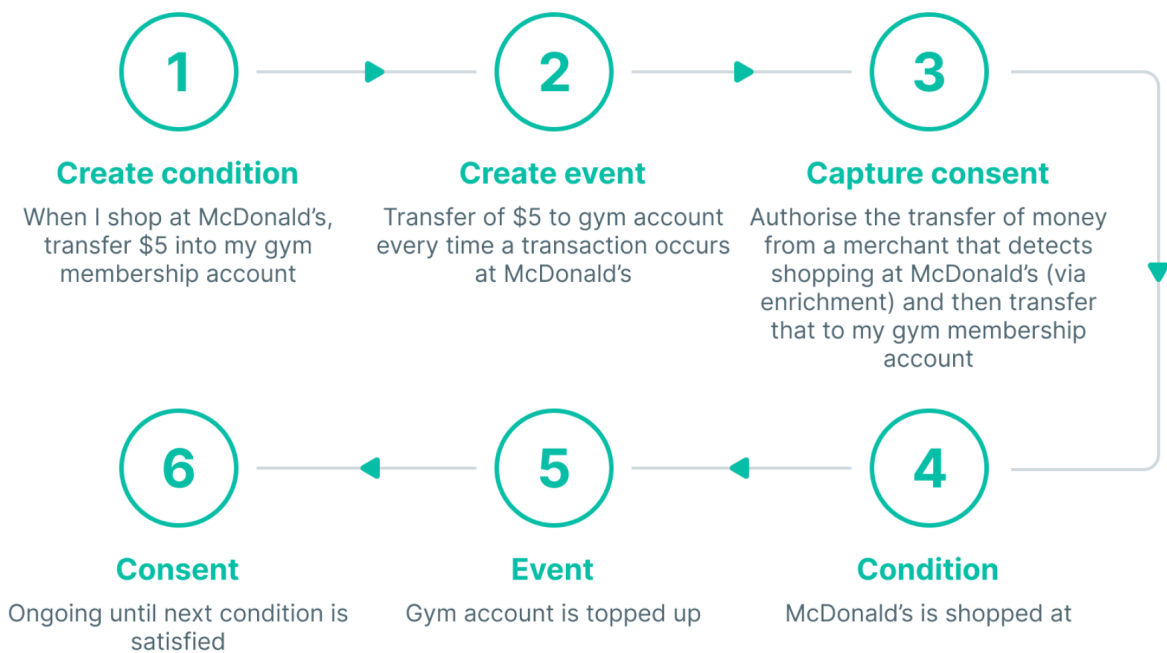 1
Create condition
When I shop at McDonald’s,
transfer $5 into my gym
membership account
2
Create event
Transfer of $5 to gym account
every time a transaction occurs
at McDonald’s
3
Capture consent
Authorise the transfer of money
from a merchant that detects
shopping at McDonald’s (via
enrichment) and then transfer
that to my gym membership
account
4
Condition
McDonald’s is shopped at
5
Event
Gym account is topped up
6
Consent
Ongoing until next condition is
satisfied